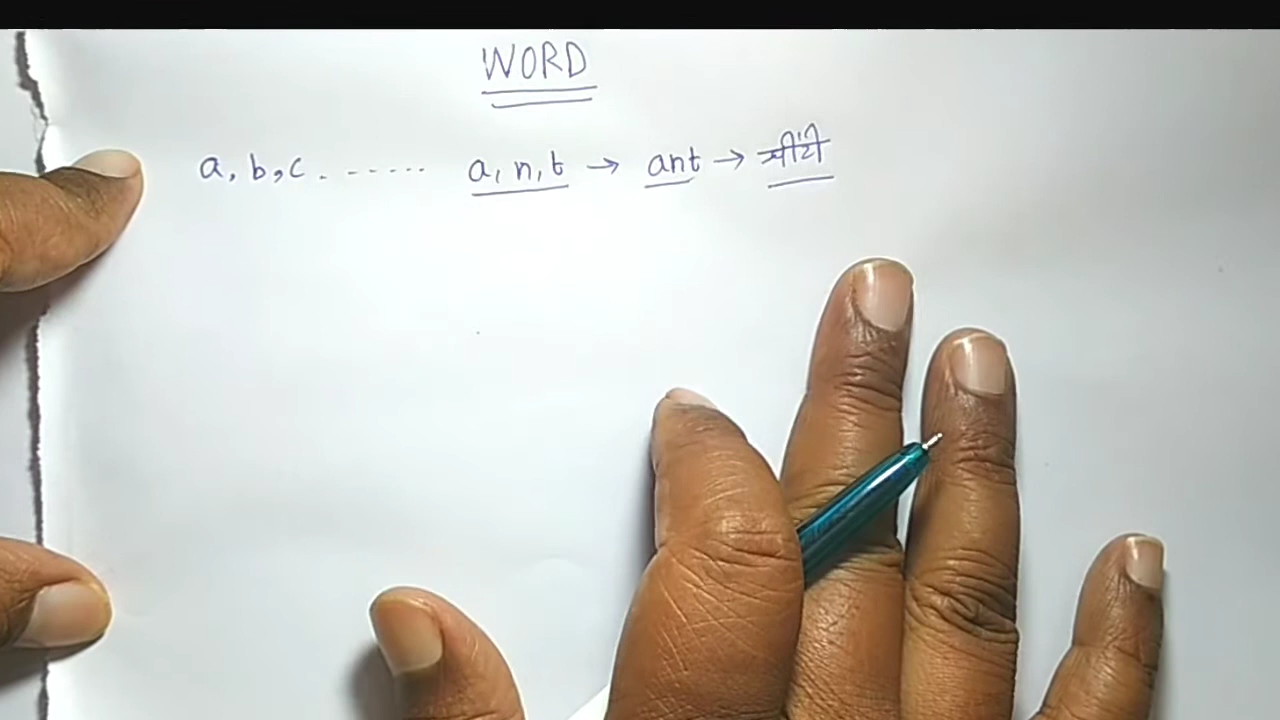 WORD
a, b, c . - - - - - - a, n, t → ant → चींटी